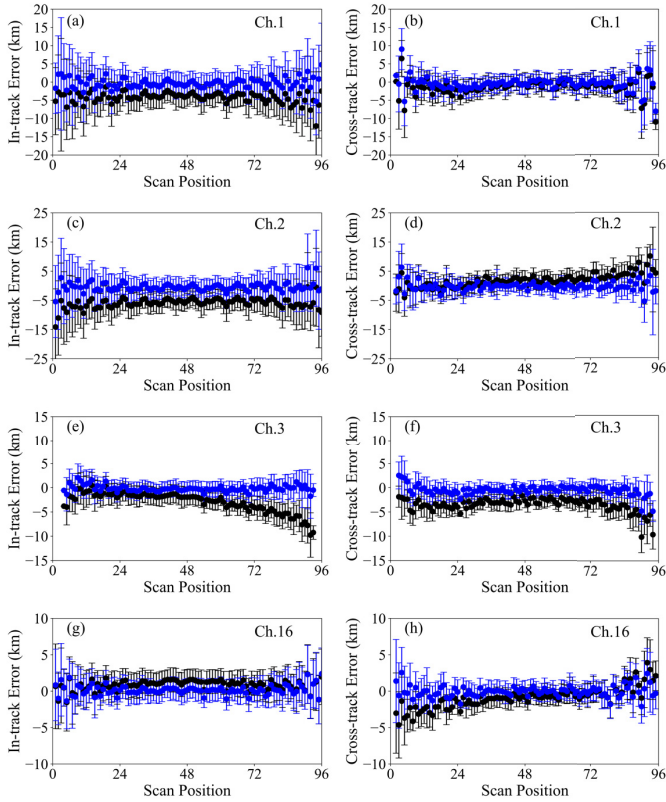 (a) Ch.1
In-track Error (km)
20
15
10
5
0
−5
−10
−15
−20
0 24 48 72 96
Scan Position
(b) Ch.1
Cross-track Error (km)
20
15
10
5
0
−5
−10
−15
−20
0 24 48 72 96
Scan Position
(c) Ch.2
In-track Error (km)
25
15
5
−5
−15
−25
0 24 48 72 96
Scan Position
(d) Ch.2
Cross-track Error (km)
25
15
5
−5
−15
−25
0 24 48 72 96
Scan Position
(e) Ch.3
In-track Error (km)
15
10
5
0
−5
−10
−15
0 24 48 72 96
Scan Position
(f) Ch.3
Cross-track Error (km)
15
10
5
0
−5
−10
−15
0 24 48 72 96
Scan Position
(g) Ch.16
In-track Error (km)
10
5
0
−5
−10
0 24 48 72 96
Scan Position
(h) Ch.16
Cross-track Error (km)
10
5
0
−5
−10
0 24 48 72 96
Scan Position